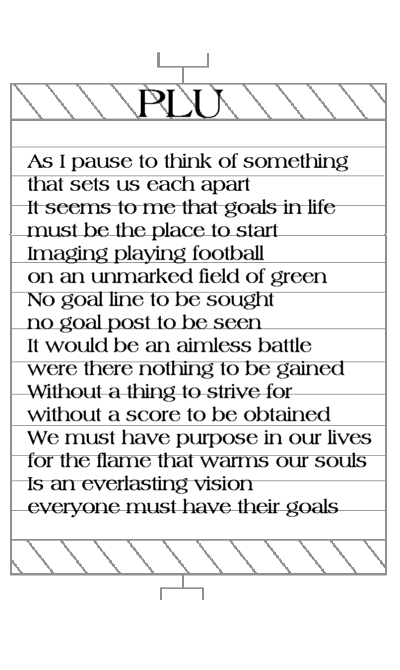 PLU
As I pause to think of something
that sets us each apart
It seems to me that goals in life
must be the place to start
Imaging playing football
on an unmarked field of green
No goal line to be sought
no goal post to be seen
It would be an aimless battle
were there nothing to be gained
Without a thing to strive for
without a score to be obtained
We must have purpose in our lives
for the flame that warms our souls
Is an everlasting vision
everyone must have their goals